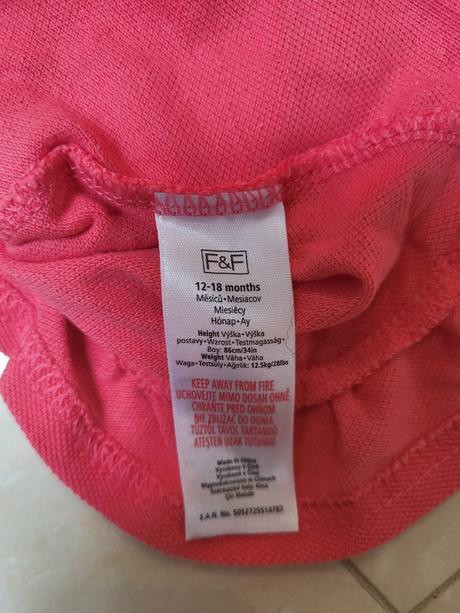 F&F
12-18 months
Měsíců • Mesiacov
Miesięcy
Hónap • Ay
Height Výška • Výška
postavy • Wzrost • Testmagasság •
Boy: 86cm/34in
Weight Váha • Váha
Waga • Testsúly • Ağırlık: 12.5kg/28lbs
KEEP AWAY FROM FIRE
UCHOVEJTE MIMO DOSAH OHNĚ
CHRÁŇTE PRED OHŇOM
NIE ZBLIŻAĆ DO OGNIA
TŰZTŐL TÁVOL TARTANDÓ
ATEŞTEN UZAK TUTUNUZ
Made in China
Vyrobeno v Číně
Vyrobené v Číne
Wyprodukowano w Chinach
Származási hely: Kína
Çin Malıdır
E.A.N. No. 5052725514787